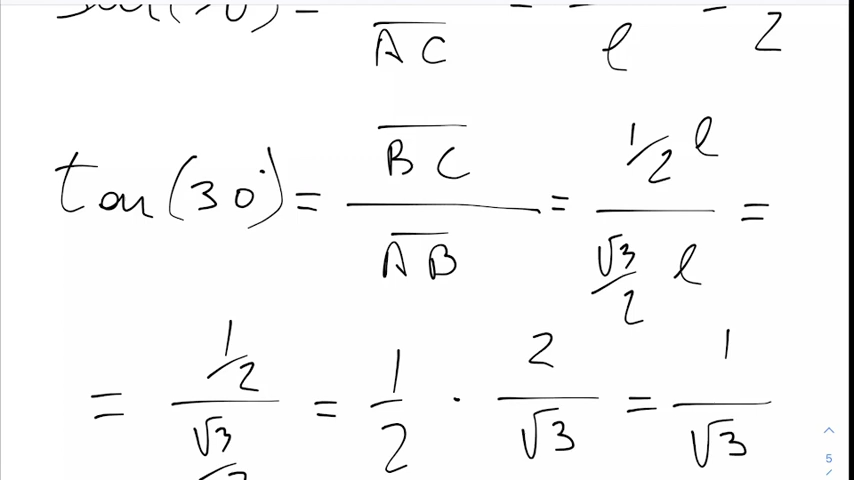 AC = l = 2
tan(30°) = BC / AB = 1/2 l / √3/2 l =
= 1/2 / √3/2 = 1/2 · 2/√3 = 1/√3
5